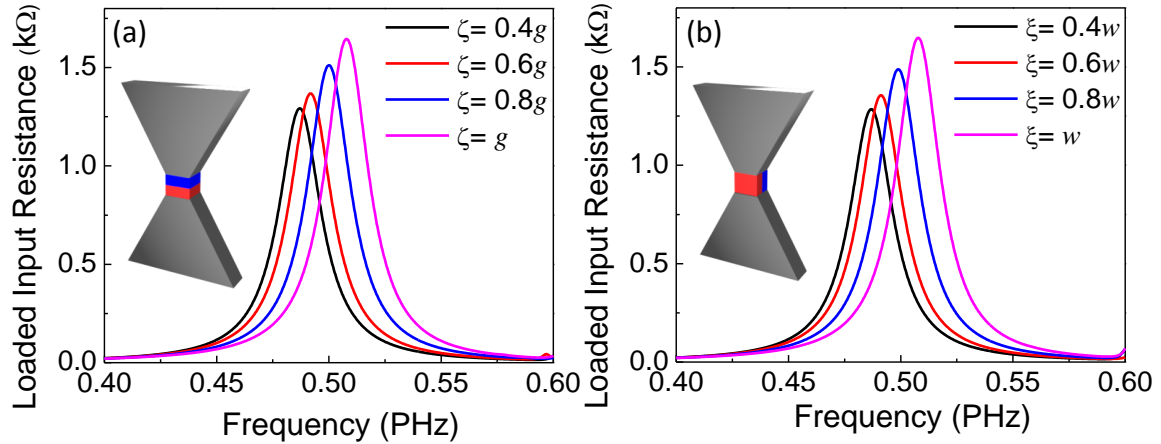 (a)
ζ= 0.4g
ζ= 0.6g
ζ= 0.8g
ζ= g
Loaded Input Resistance (kΩ)
1.5
1.0
0.5
0.0
0.40 0.45 0.50 0.55 0.60
Frequency (PHz)
(b)
ξ= 0.4w
ξ= 0.6w
ξ= 0.8w
ξ= w
Loaded Input Resistance (kΩ)
1.5
1.0
0.5
0.0
0.40 0.45 0.50 0.55 0.60
Frequency (PHz)